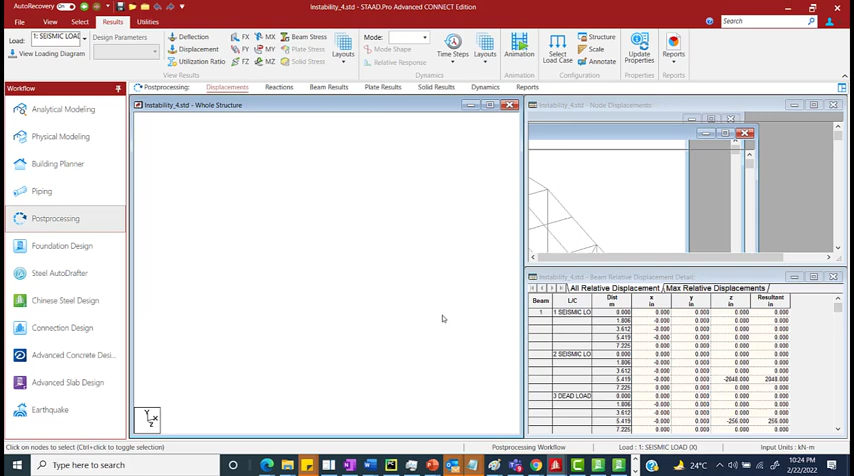 AutoRecovery Off
Instability_4.std - STAAD.Pro Advanced CONNECT Edition
File View Select Results Utilities
Search
Load: 1: SEISMIC LOAD
View Loading Diagram
Design Parameters
Deflection
Displacement
Utilization Ratio
FX MX
FY MY
FZ MZ
Beam Stress
Plate Stress
Solid Stress
Layouts
View Results
Mode:
Mode Shape
Relative Response
Time Steps
Layouts
Dynamics
Animation
Select Load Case
Structure
Scale
Annotate
Configuration
Update Properties
Utilities
Reports
Reports
Workflow
Postprocessing: Displacements Reactions Beam Results Plate Results Solid Results Dynamics Reports
Analytical Modeling
Physical Modeling
Building Planner
Piping
Postprocessing
Foundation Design
Steel AutoDrafter
Chinese Steel Design
Connection Design
Advanced Concrete Desi...
Advanced Slab Design
Earthquake
Instability_4.std - Whole Structure
Y
X
Z
Instability_4.std - Node Displacements:
Instability_4.std - Beam Relative Displacement Detail:
All Relative Displacement Max Relative Displacements
Beam L/C Dist m x in y in z in Resultant in
1 1 SEISMIC LO 0.000 0.000 0.000 0.000 0.000
1.806 -0.000 0.000 0.000 0.000
3.612 -0.000 0.000 0.000 0.000
5.419 -0.000 0.000 0.000 0.000
7.225 -0.000 0.000 0.000 0.000
2 SEISMIC LO 0.000 0.000 0.000 0.000 0.000
1.806 -0.000 0.000 0.000 0.000
3.612 -0.000 0.000 0.000 0.000
5.419 -0.000 0.000 -2048.000 2048.000
7.225 -0.000 0.000 0.000 0.000
3 DEAD LOAD 0.000 0.000 0.000 0.000 0.000
1.806 -0.000 0.000 0.000 0.000
3.612 -0.000 0.000 0.000 0.000
5.419 -0.000 0.000 -256.000 256.000
7.225 -0.000 0.000 0.000 0.000
Click on nodes to select (Ctrl+click to toggle selection)
Postprocessing Workflow
Load : 1: SEISMIC LOAD (X)
Input Units : kN-m
Type here to search
24°C
10:24 PM
2/22/2022